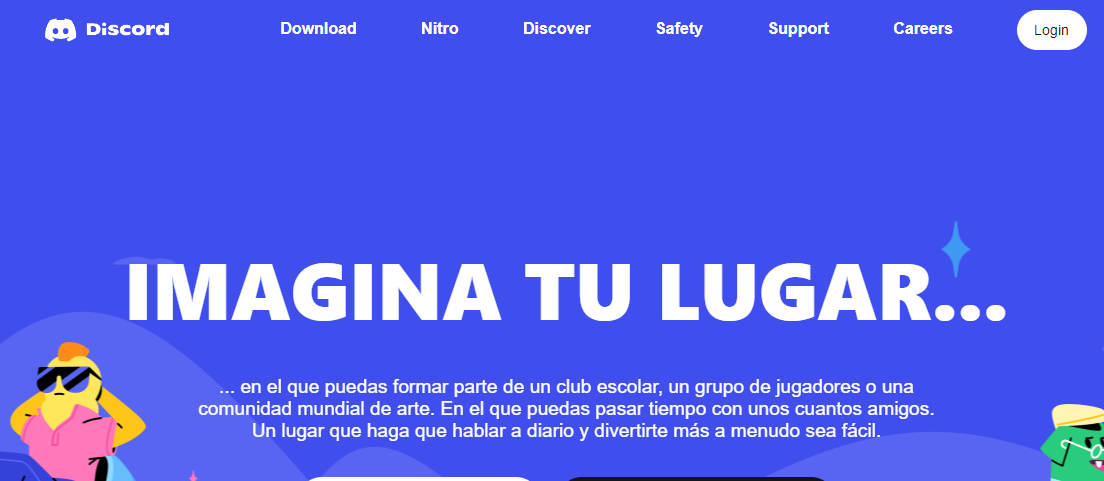 Discord
Download
Nitro
Discover
Safety
Support
Careers
Login
IMAGINA TU LUGAR...
... en el que puedas formar parte de un club escolar, un grupo de jugadores o una
comunidad mundial de arte. En el que puedas pasar tiempo con unos cuantos amigos.
Un lugar que haga que hablar a diario y divertirte más a menudo sea fácil.